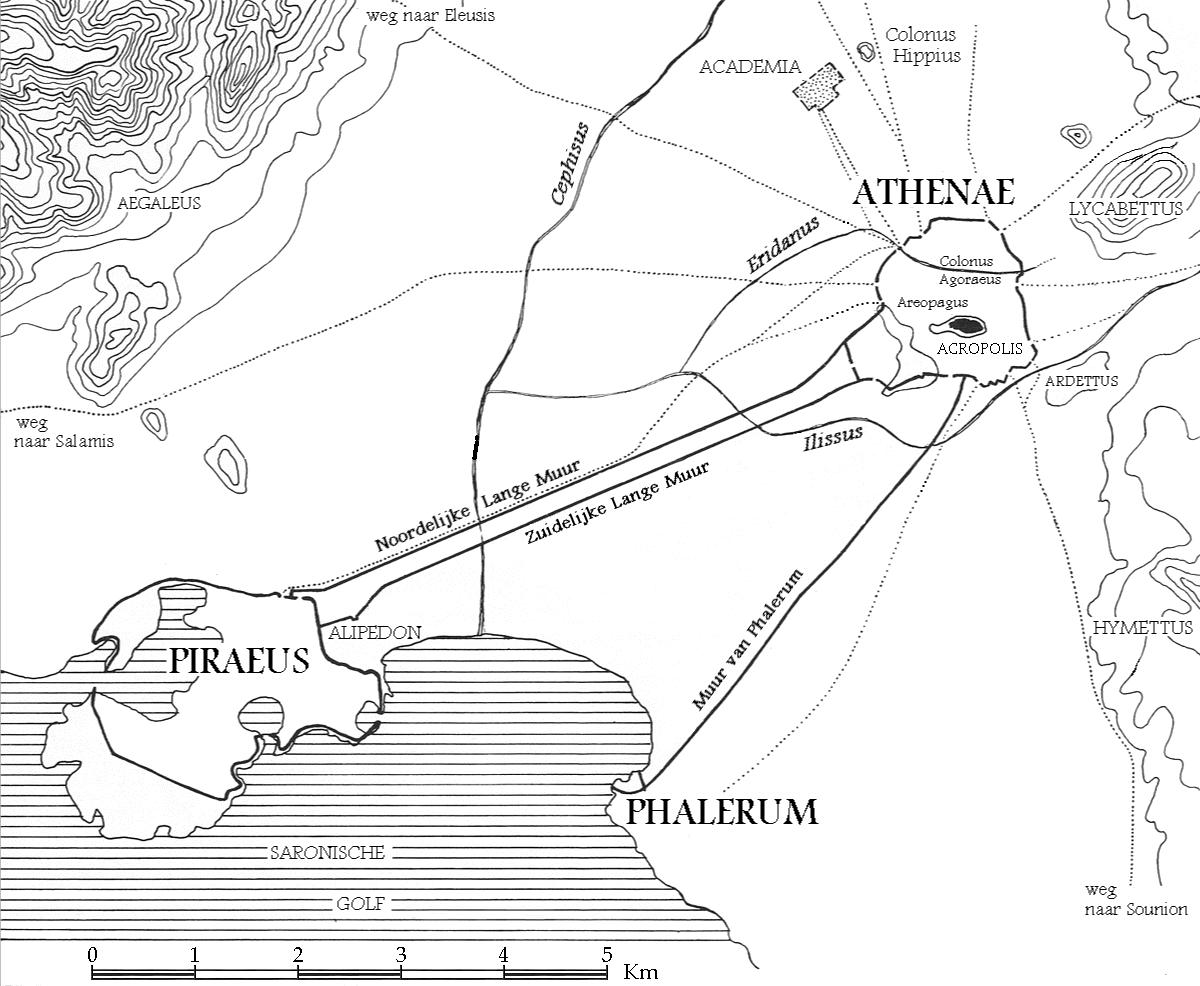 weg naar Eleusis
Colonus
Hippius
ACADEMIA
Cephisus
AEGALEUS
ATHENAE
LYCABETTUS
Eridanus
Colonus
Agoraeus
Areopagus
ACROPOLIS
ARDETTUS
weg
naar Salamis
Ilissus
Noordelijke Lange Muur
Zuidelijke Lange Muur
Muur van Phalerum
ALIPEDON
HYMETTUS
PIRAEUS
PHALERUM
SARONISCHE
GOLF
weg
naar Sounion
0 1 2 3 4 5
Km